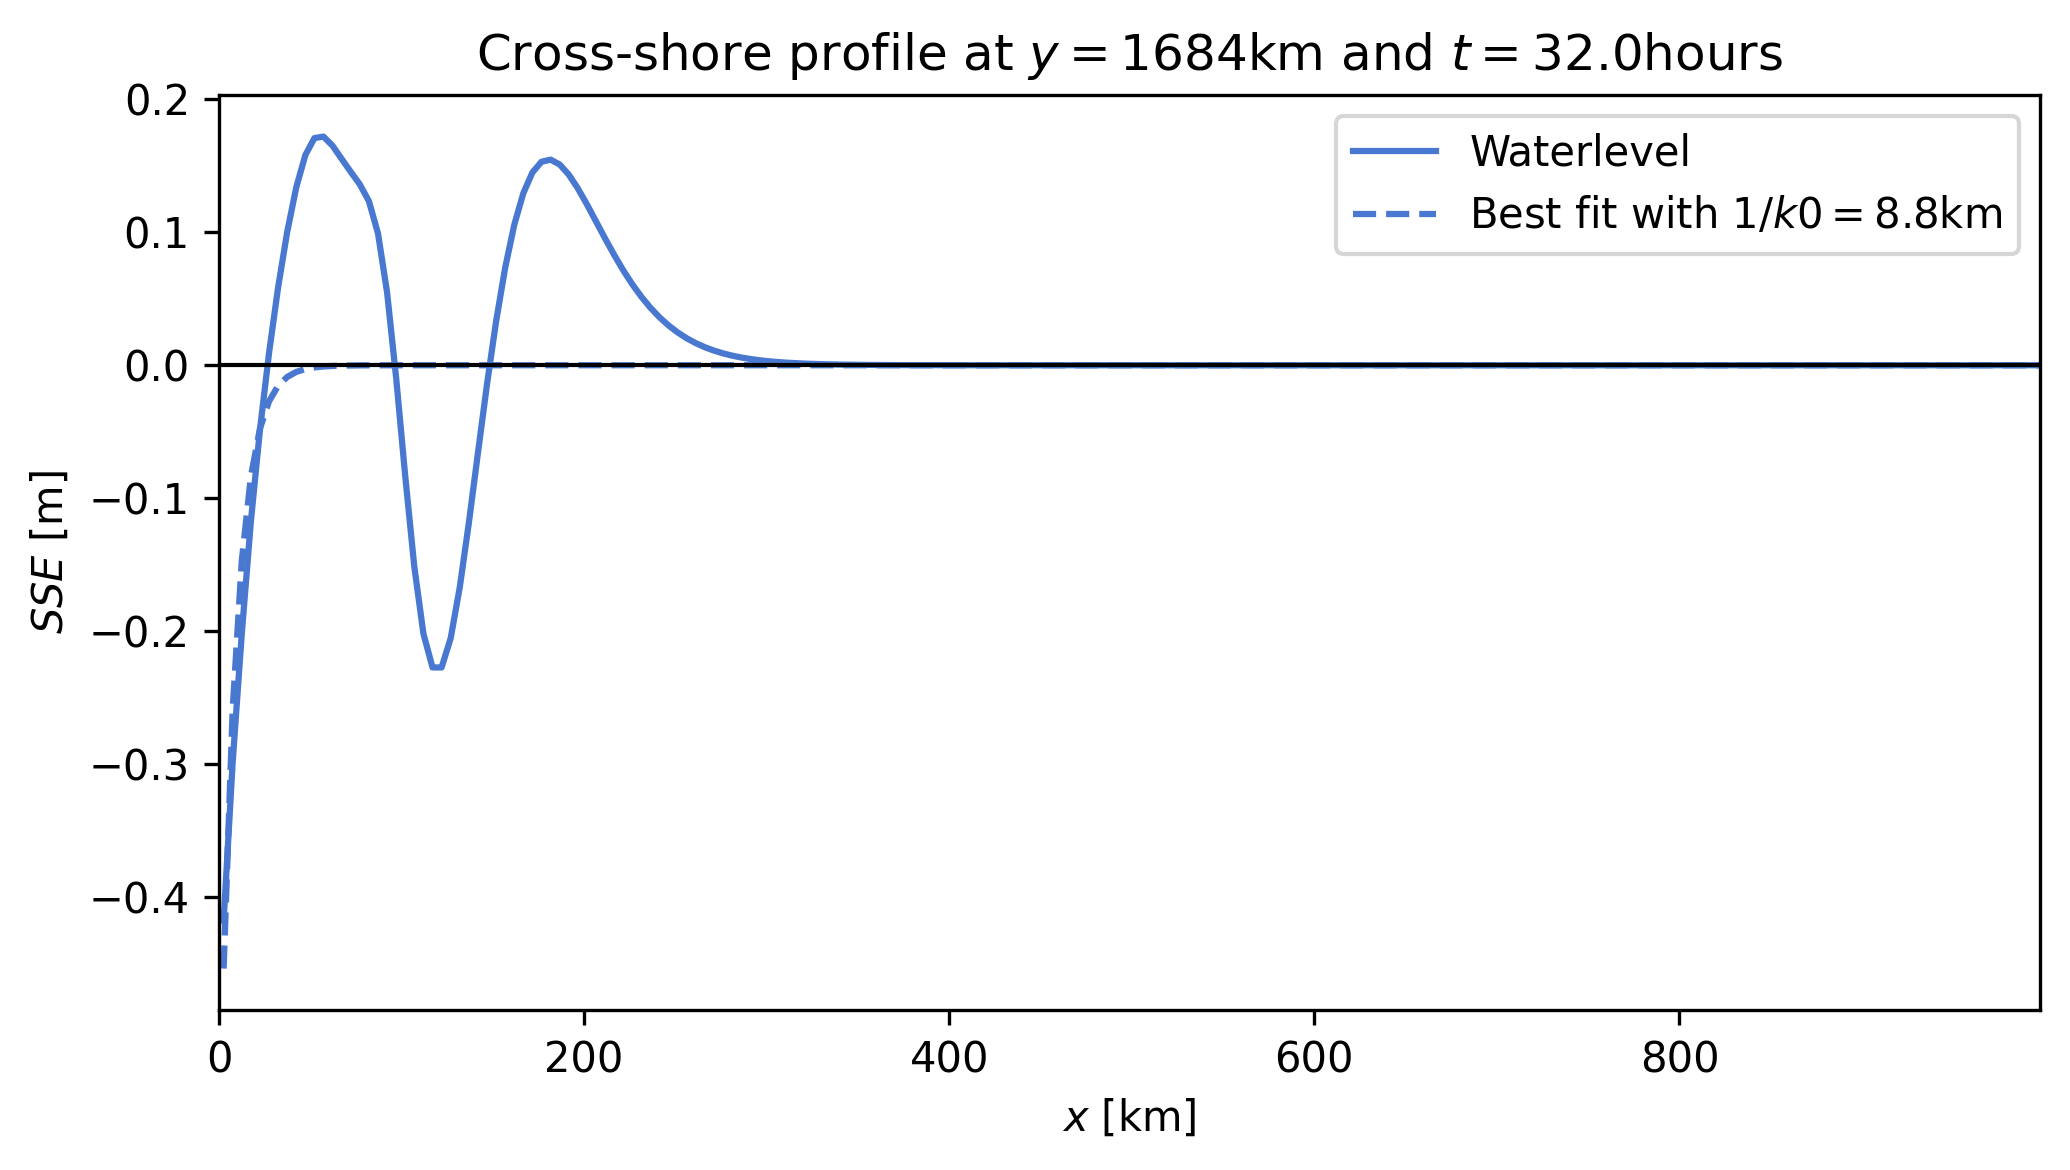 Cross-shore profile at y = 1684km and t = 32.0hours
Waterlevel
Best fit with 1/k0 = 8.8km
0.2
0.1
0.0
−0.1
−0.2
−0.3
−0.4
SSE [m]
0 200 400 600 800
x [km]